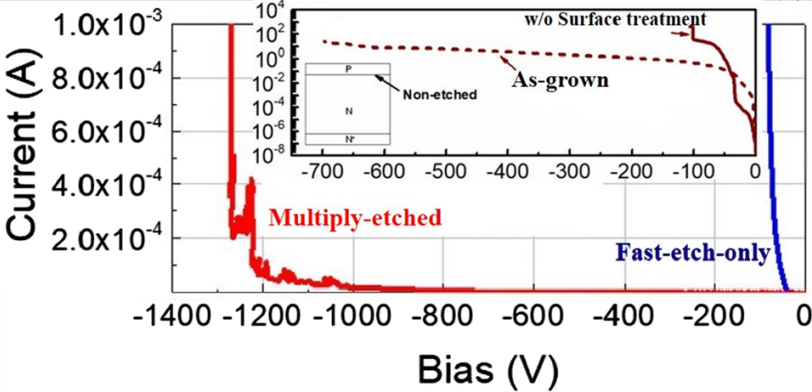 1.0x10⁻³
8.0x10⁻⁴
6.0x10⁻⁴
4.0x10⁻⁴
2.0x10⁻⁴
Current (A)
10⁴
10²
10⁰
10⁻²
10⁻⁴
10⁻⁶
10⁻⁸
w/o Surface treatment
As-grown
P
Non-etched
N
N⁺
-700 -600 -500 -400 -300 -200 -100 0
Multiply-etched
Fast-etch-only
-1400 -1200 -1000 -800 -600 -400 -200 0
Bias (V)